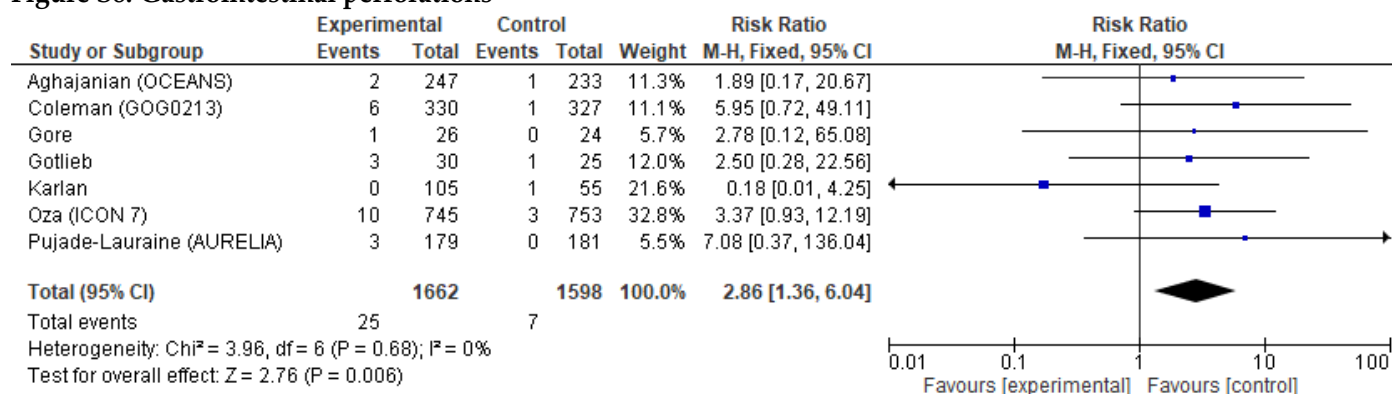 Experimental Control Risk Ratio Risk Ratio
Study or Subgroup Events Total Events Total Weight M-H, Fixed, 95% CI M-H, Fixed, 95% CI
Aghajanian (OCEANS) 2 247 1 233 11.3% 1.89 [0.17, 20.67]
Coleman (GOG0213) 6 330 1 327 11.1% 5.95 [0.72, 49.11]
Gore 1 26 0 24 5.7% 2.78 [0.12, 65.08]
Gotlieb 3 30 1 25 12.0% 2.50 [0.28, 22.56]
Karlan 0 105 1 55 21.6% 0.18 [0.01, 4.25]
Oza (ICON 7) 10 745 3 753 32.8% 3.37 [0.93, 12.19]
Pujade-Lauraine (AURELIA) 3 179 0 181 5.5% 7.08 [0.37, 136.04]
Total (95% CI) 1662 1598 100.0% 2.86 [1.36, 6.04]
Total events 25 7
Heterogeneity: Chi² = 3.96, df = 6 (P = 0.68); I² = 0%
Test for overall effect: Z = 2.76 (P = 0.006)
0.01 0.1 1 10 100
Favours [experimental] Favours [control]